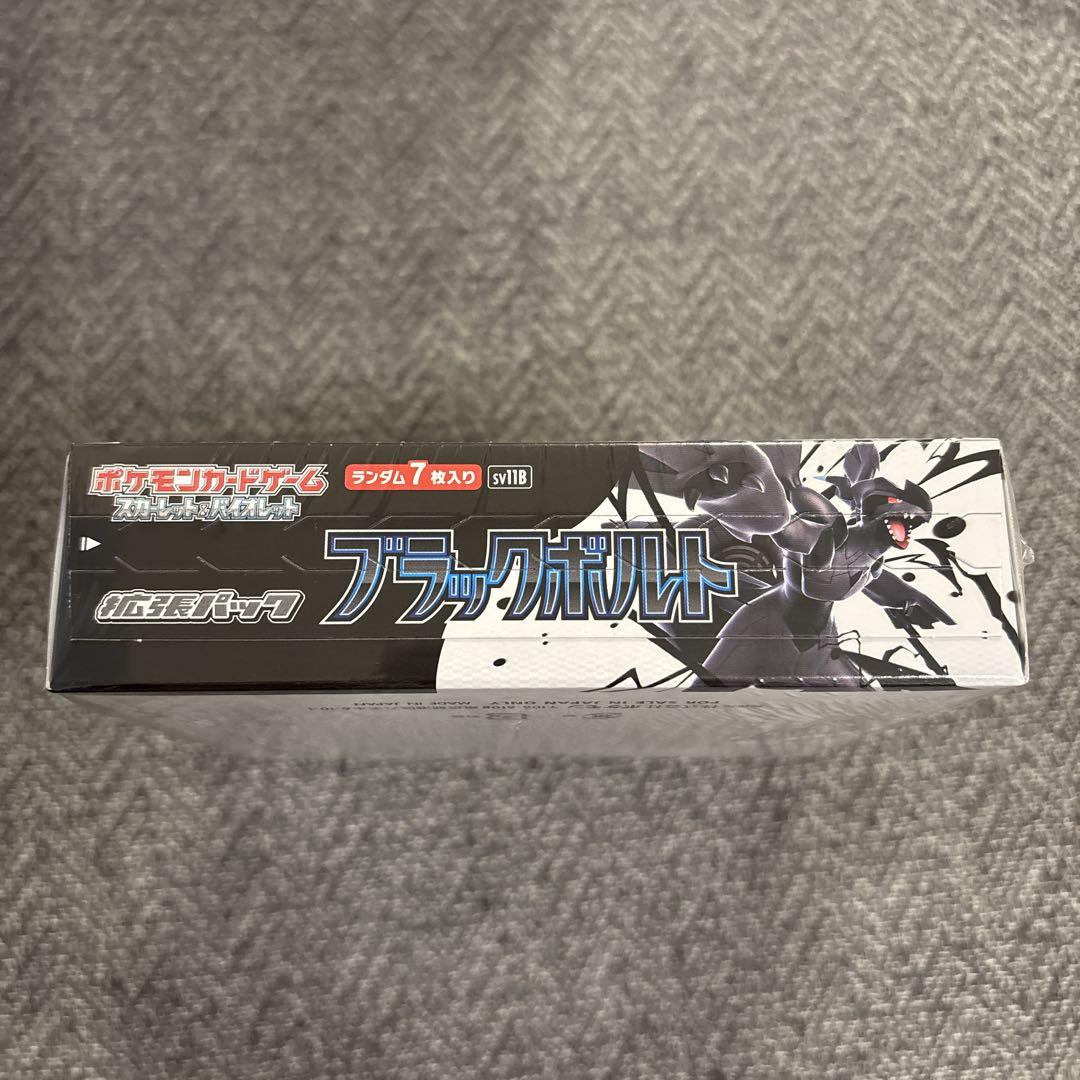 ポケモンカードゲーム
スカーレット&バイオレット
ランダム7枚入り
sv11B
ブラックボルト
拡張パック
FOR SALE IN JAPAN ONLY MADE IN JAPAN